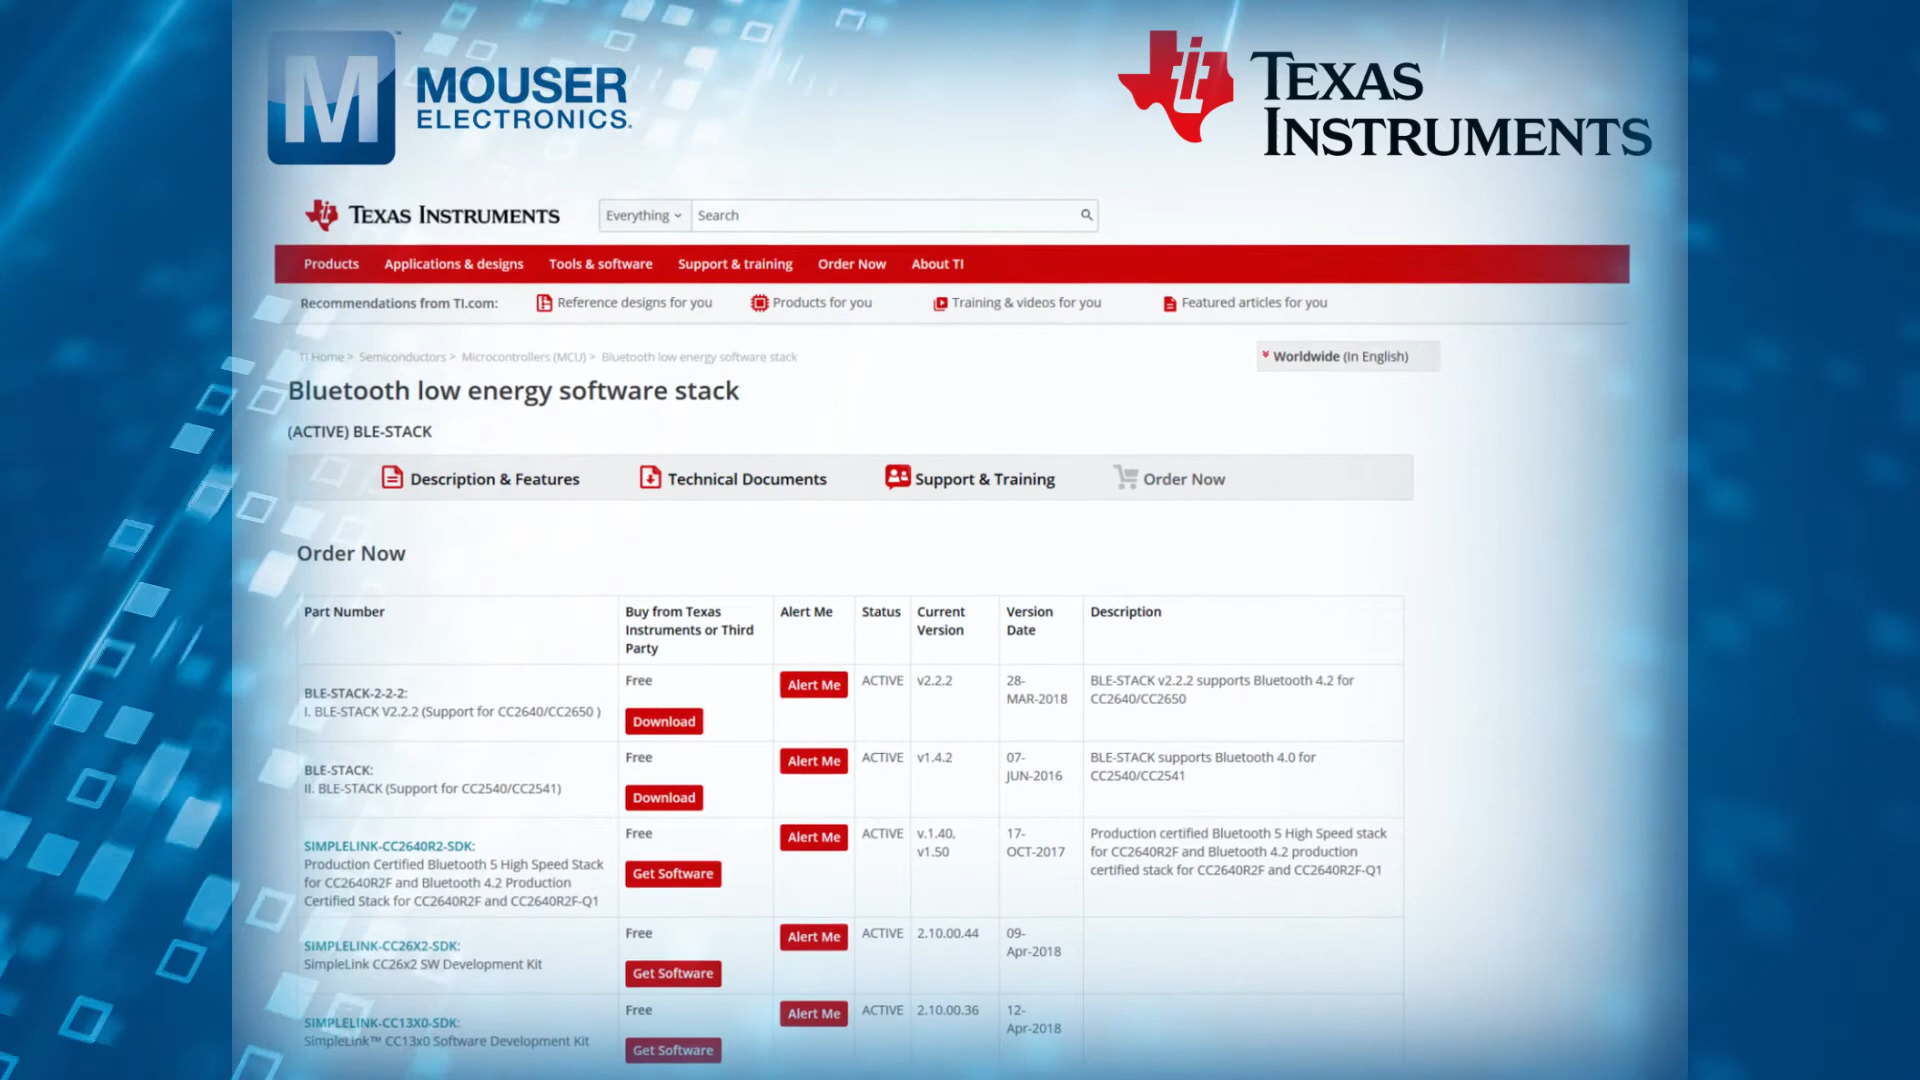 M
MOUSER
ELECTRONICS.
TEXAS
INSTRUMENTS
TEXAS INSTRUMENTS
Everything
Search
Products
Applications & designs
Tools & software
Support & training
Order Now
About TI
Recommendations from TI.com:
Reference designs for you
Products for you
Training & videos for you
Featured articles for you
TI Home > Semiconductors > Microcontrollers (MCU) > Bluetooth low energy software stack
Worldwide (In English)
Bluetooth low energy software stack
(ACTIVE) BLE-STACK
Description & Features
Technical Documents
Support & Training
Order Now
Order Now
Part Number
Buy from Texas
Instruments or Third
Party
Alert Me
Status
Current
Version
Version
Date
Description
BLE-STACK-2-2-2:
I. BLE-STACK V2.2.2 (Support for CC2640/CC2650 )
Free
Download
Alert Me
ACTIVE
v2.2.2
28-
MAR-2018
BLE-STACK v2.2.2 supports Bluetooth 4.2 for
CC2640/CC2650
BLE-STACK:
II. BLE-STACK (Support for CC2540/CC2541)
Free
Download
Alert Me
ACTIVE
v1.4.2
07-
JUN-2016
BLE-STACK supports Bluetooth 4.0 for
CC2540/CC2541
SIMPLELINK-CC2640R2-SDK:
Production Certified Bluetooth 5 High Speed Stack
for CC2640R2F and Bluetooth 4.2 Production
Certified Stack for CC2640R2F and CC2640R2F-Q1
Free
Get Software
Alert Me
ACTIVE
v.1.40,
v1.50
17-
OCT-2017
Production certified Bluetooth 5 High Speed stack
for CC2640R2F and Bluetooth 4.2 production
certified stack for CC2640R2F and CC2640R2F-Q1
SIMPLELINK-CC26X2-SDK:
SimpleLink CC26x2 SW Development Kit
Free
Get Software
Alert Me
ACTIVE
2.10.00.44
09-
Apr-2018
SIMPLELINK-CC13X0-SDK:
SimpleLink™ CC13x0 Software Development Kit
Free
Get Software
Alert Me
ACTIVE
2.10.00.36
12-
Apr-2018